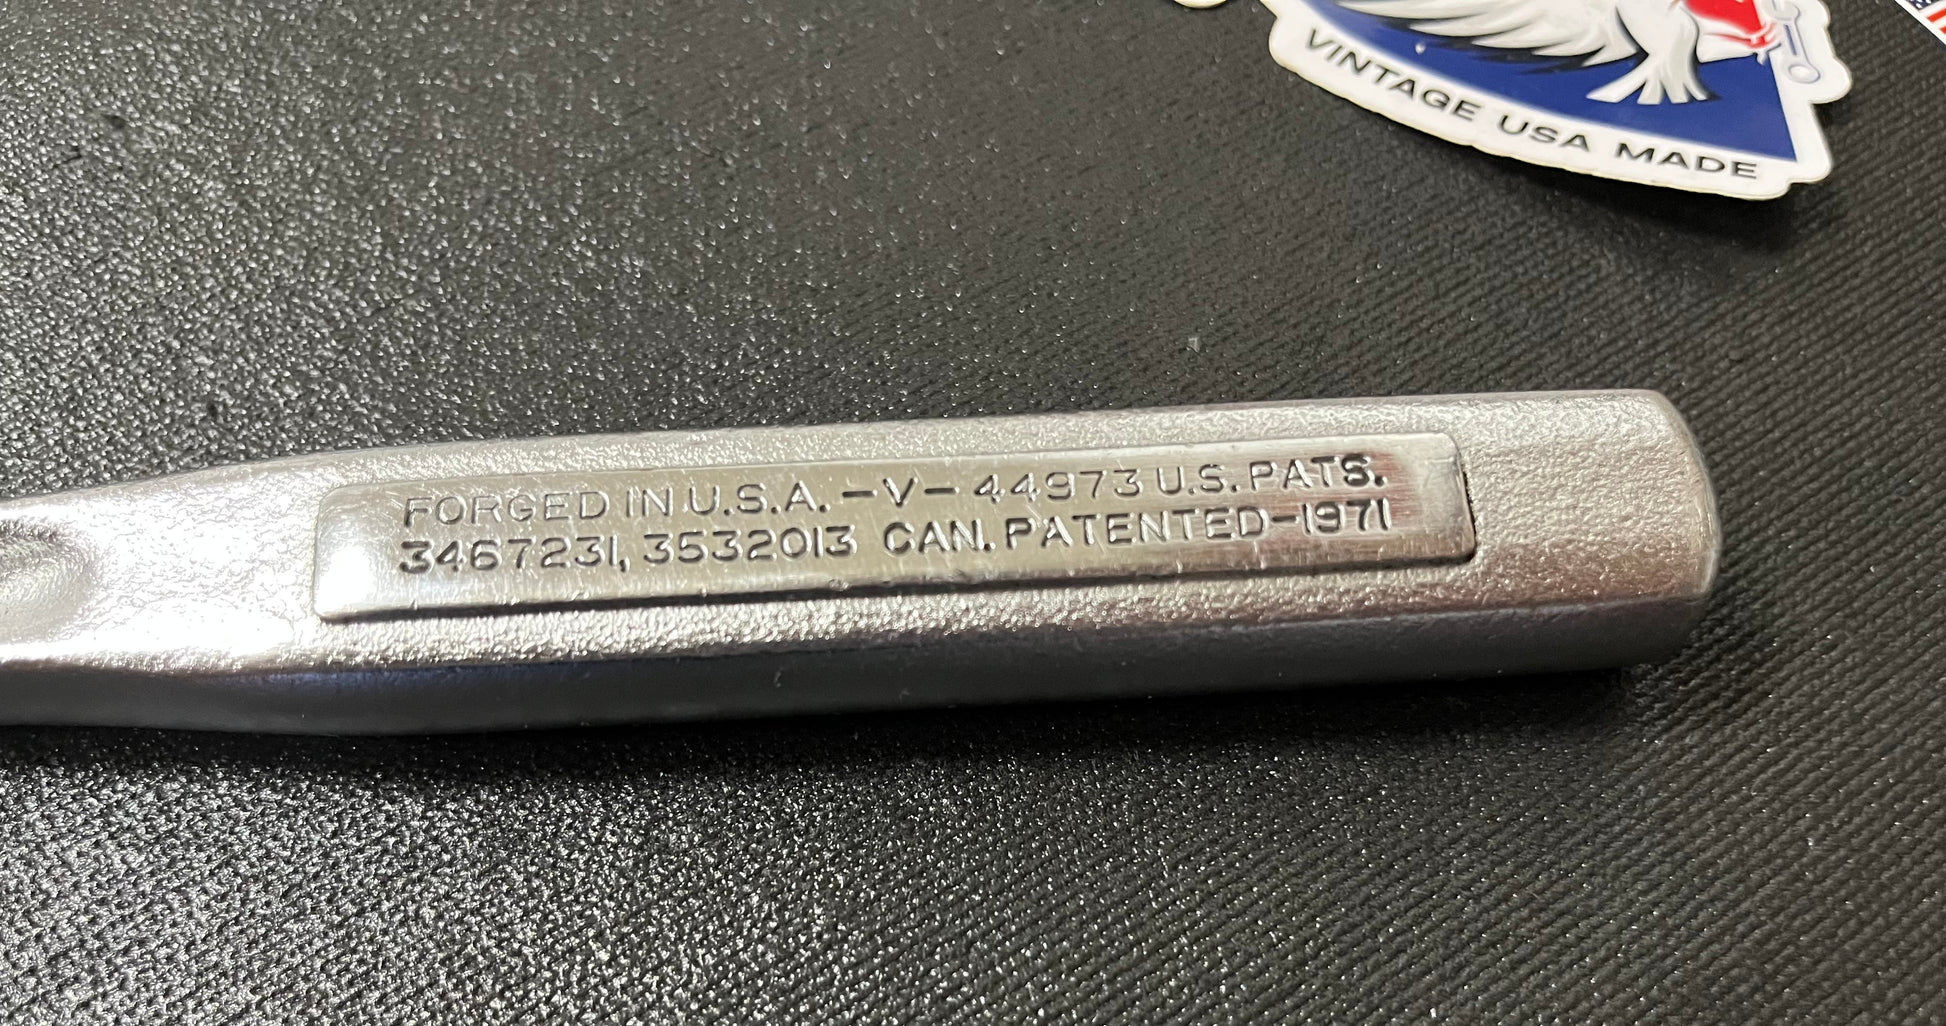 VINTAGE USA MADE
FORGED IN U.S.A. -V- 44973 U.S. PATS.
3467231, 3532013 CAN. PATENTED-1971